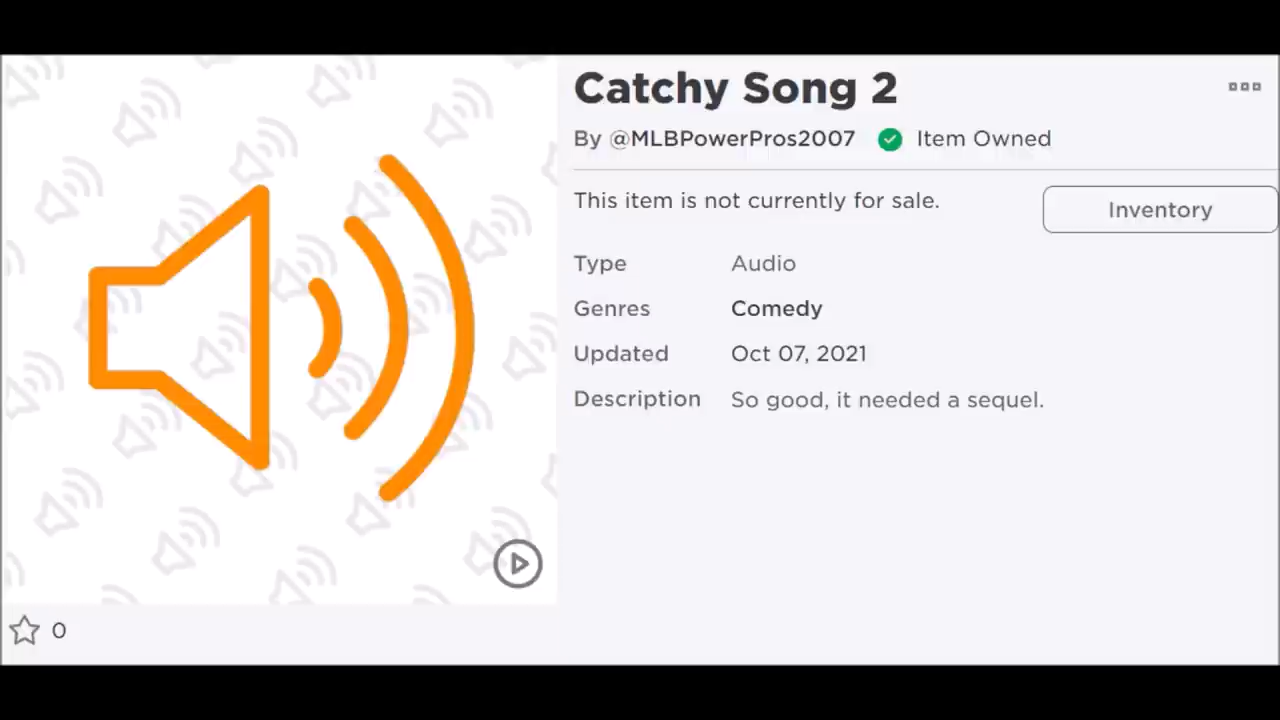 Catchy Song 2
By @MLBPowerPros2007 Item Owned
This item is not currently for sale.
Inventory
Type Audio
Genres Comedy
Updated Oct 07, 2021
Description So good, it needed a sequel.
0